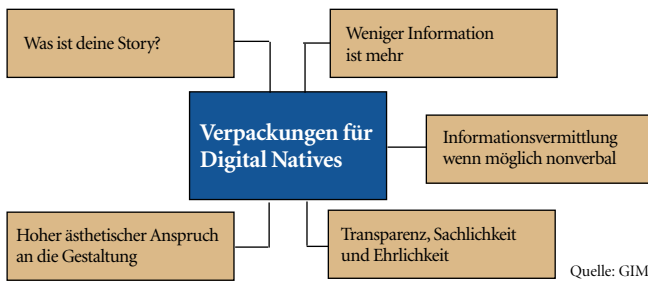 Was ist deine Story?
Weniger Information
ist mehr
Verpackungen für
Digital Natives
Informationsvermittlung
wenn möglich nonverbal
Hoher ästhetischer Anspruch
an die Gestaltung
Transparenz, Sachlichkeit
und Ehrlichkeit
Quelle: GIM